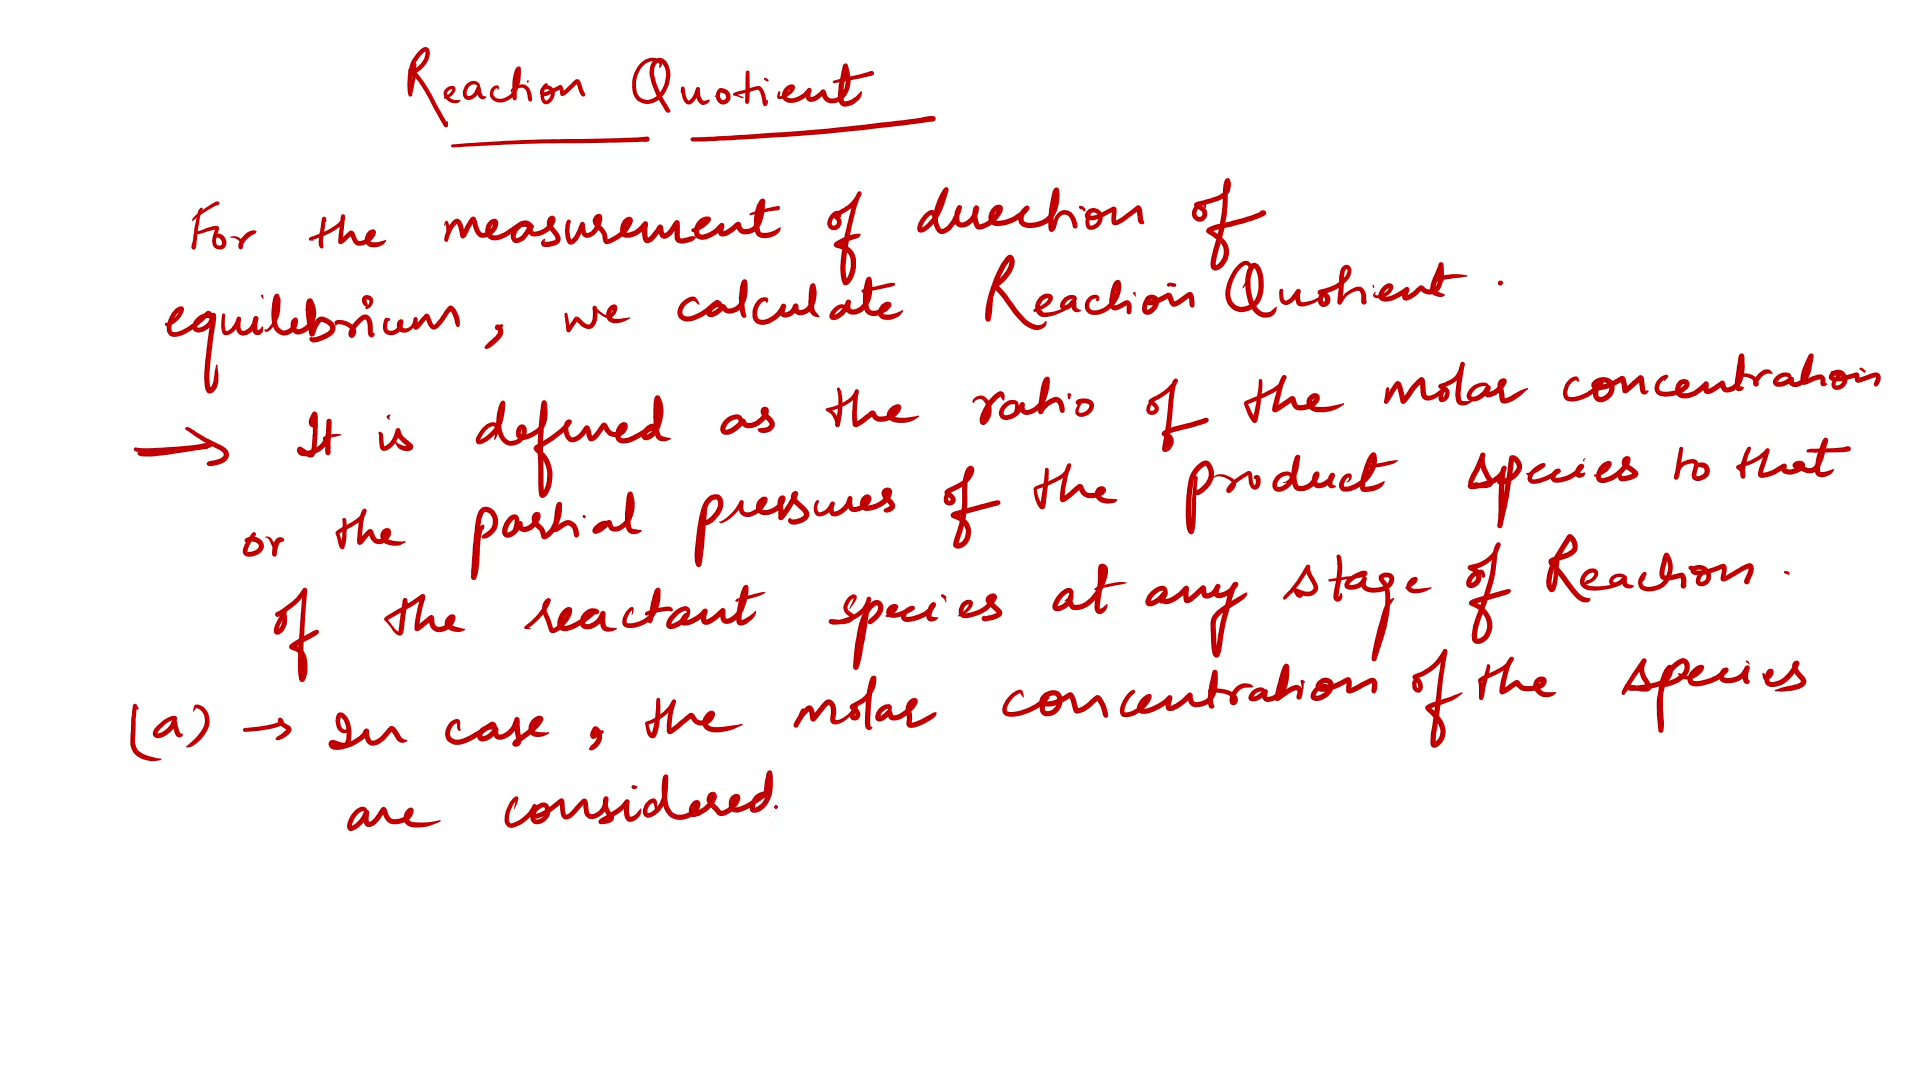 Reaction Quotient
For the measurement of direction of
equilibrium, we calculate Reaction Quotient.
→ It is defined as the ratio of the molar concentration
or the partial pressures of the product species to that
of the reactant species at any stage of Reaction.
(a) → In case, the molar concentration of the species
are considered.